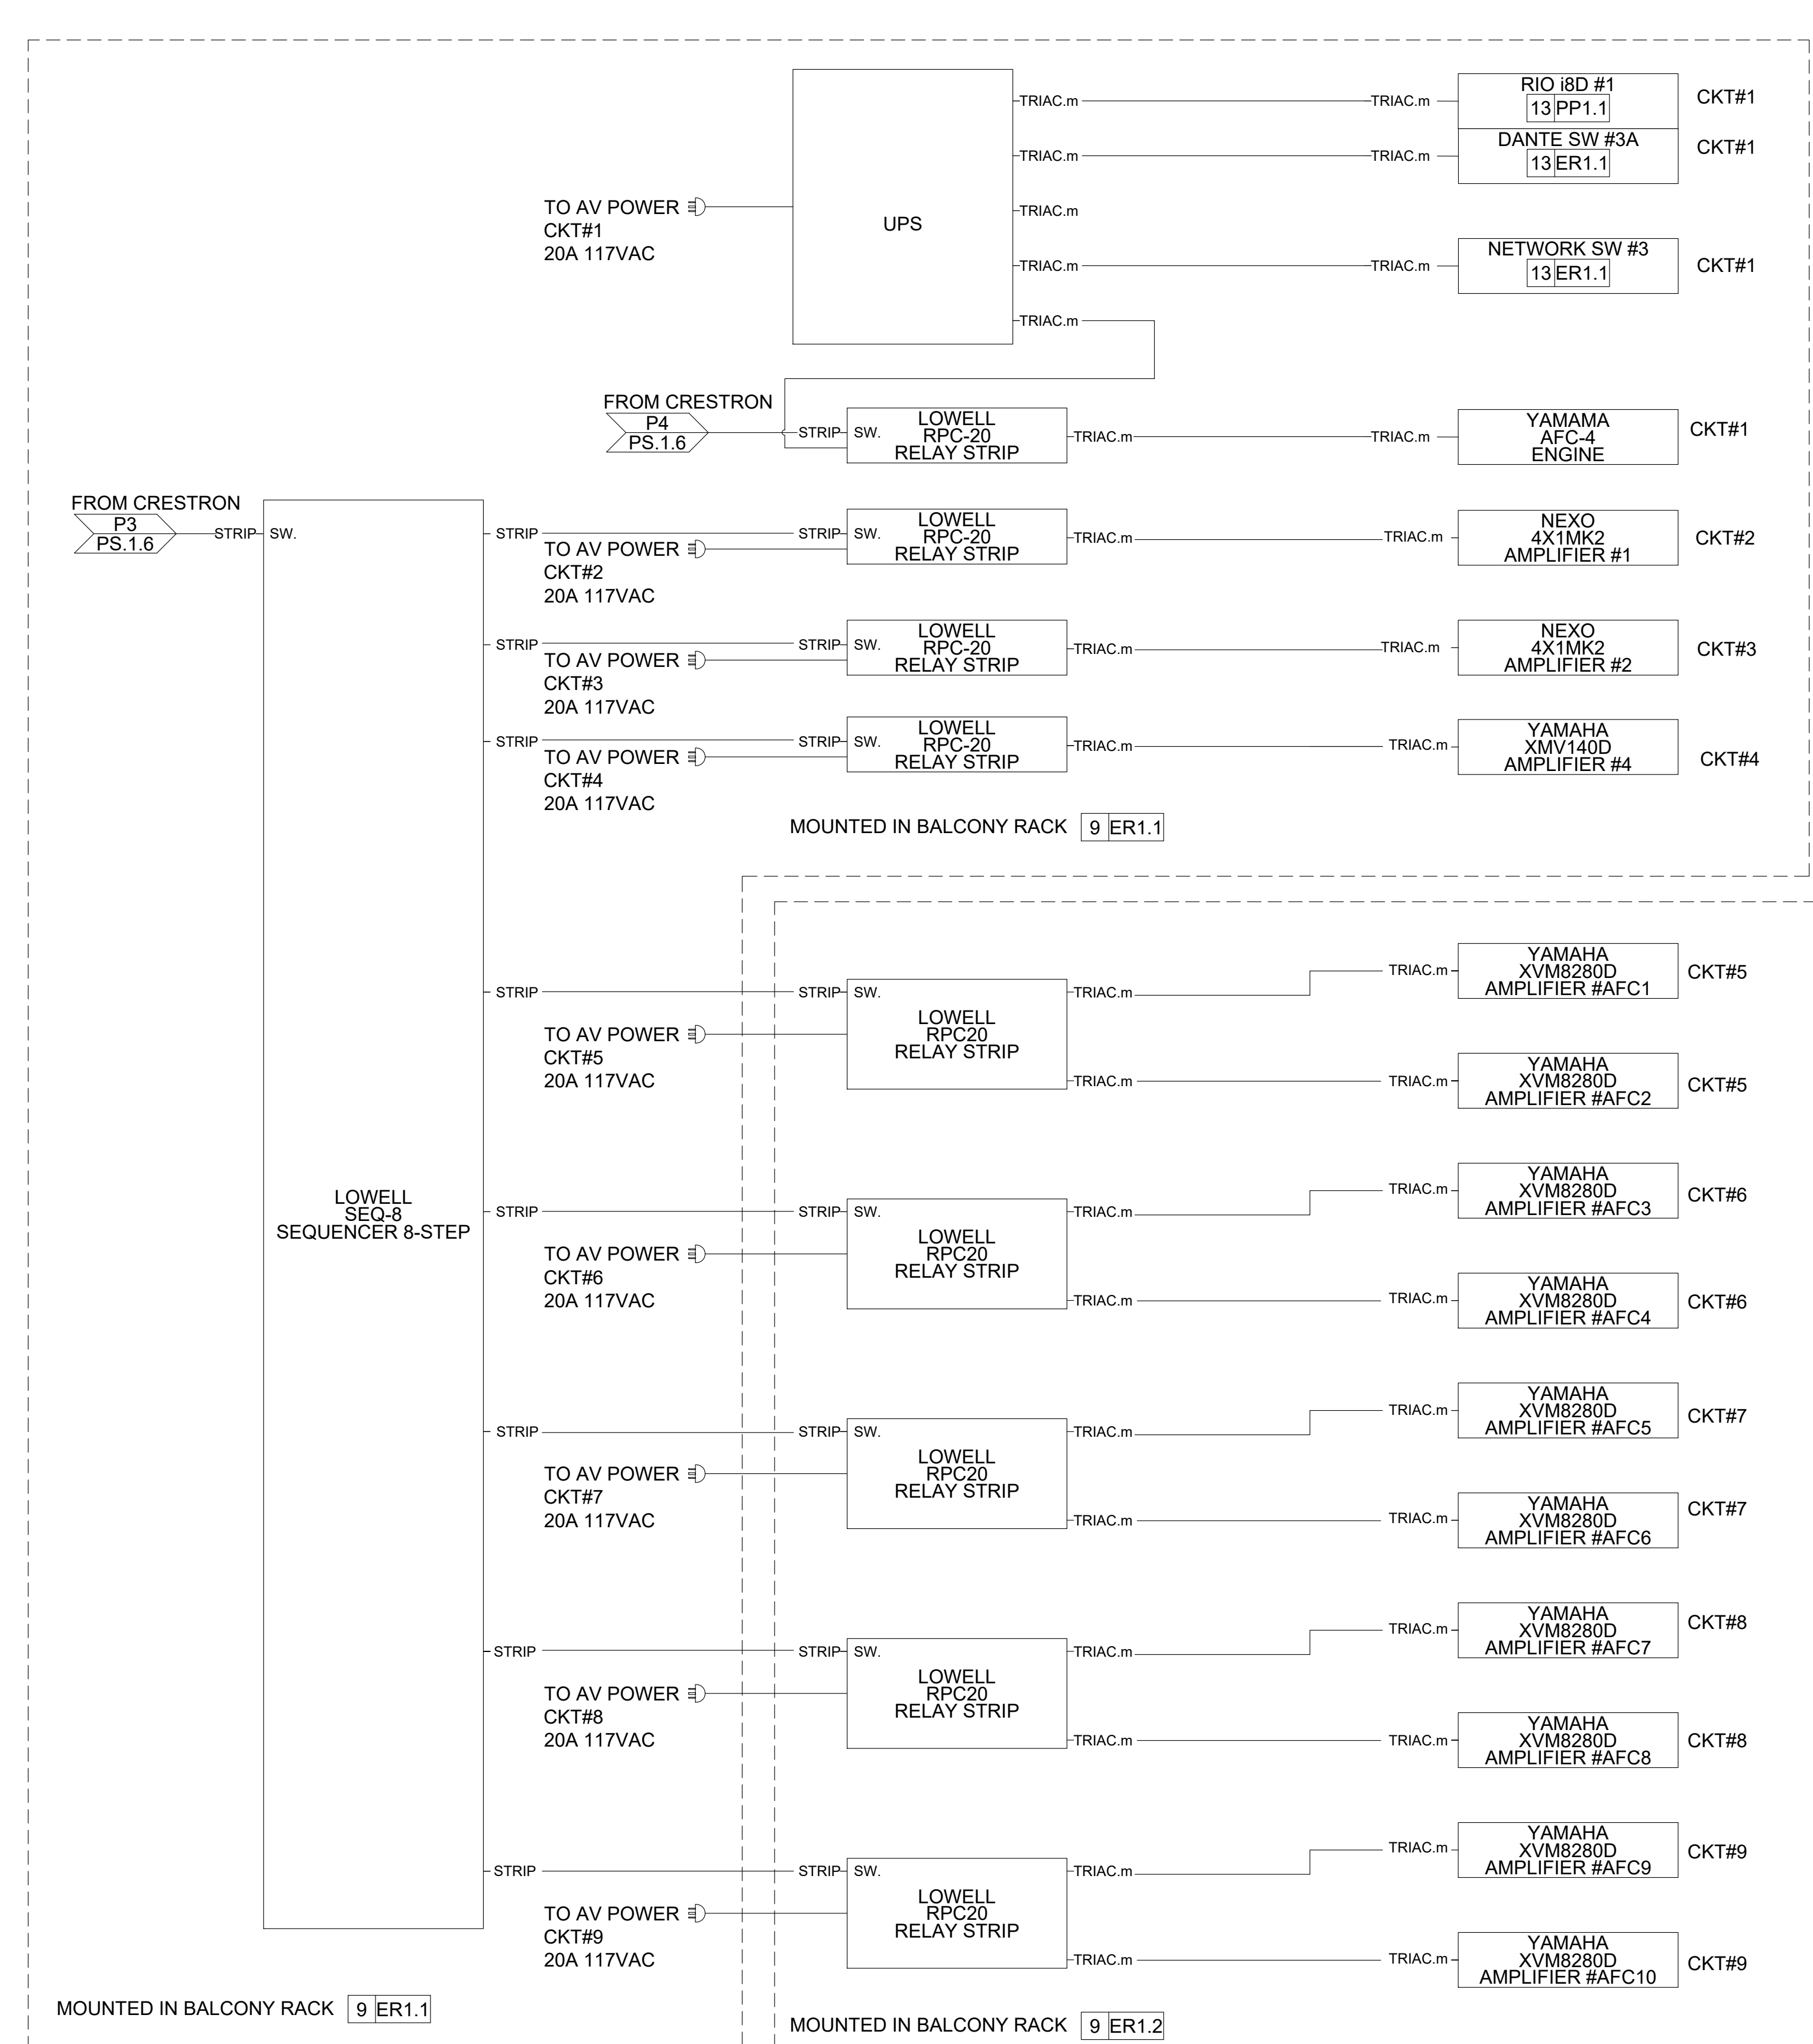 TRIAC.m
TRIAC.m
RIO i8D #1
13 PP1.1
CKT#1
TRIAC.m
TRIAC.m
DANTE SW #3A
13 ER1.1
CKT#1
TO AV POWER
CKT#1
20A 117VAC
UPS
TRIAC.m
TRIAC.m
TRIAC.m
NETWORK SW #3
13 ER1.1
CKT#1
TRIAC.m
FROM CRESTRON
P4
PS.1.6
STRIP
SW.
LOWELL
RPC-20
RELAY STRIP
TRIAC.m
TRIAC.m
YAMAMA
AFC-4
ENGINE
CKT#1
FROM CRESTRON
P3
PS.1.6
STRIP
SW.
STRIP
TO AV POWER
CKT#2
20A 117VAC
STRIP
SW.
LOWELL
RPC-20
RELAY STRIP
TRIAC.m
TRIAC.m
NEXO
4X1MK2
AMPLIFIER #1
CKT#2
STRIP
TO AV POWER
CKT#3
20A 117VAC
STRIP
SW.
LOWELL
RPC-20
RELAY STRIP
TRIAC.m
TRIAC.m
NEXO
4X1MK2
AMPLIFIER #2
CKT#3
STRIP
TO AV POWER
CKT#4
20A 117VAC
STRIP
SW.
LOWELL
RPC-20
RELAY STRIP
TRIAC.m
TRIAC.m
YAMAHA
XMV140D
AMPLIFIER #4
CKT#4
MOUNTED IN BALCONY RACK 9 ER1.1
LOWELL
SEQ-8
SEQUENCER 8-STEP
STRIP
TO AV POWER
CKT#5
20A 117VAC
STRIP
SW.
LOWELL
RPC20
RELAY STRIP
TRIAC.m
TRIAC.m
YAMAHA
XVM8280D
AMPLIFIER #AFC1
CKT#5
TRIAC.m
TRIAC.m
YAMAHA
XVM8280D
AMPLIFIER #AFC2
CKT#5
STRIP
TO AV POWER
CKT#6
20A 117VAC
STRIP
SW.
LOWELL
RPC20
RELAY STRIP
TRIAC.m
TRIAC.m
YAMAHA
XVM8280D
AMPLIFIER #AFC3
CKT#6
TRIAC.m
TRIAC.m
YAMAHA
XVM8280D
AMPLIFIER #AFC4
CKT#6
STRIP
TO AV POWER
CKT#7
20A 117VAC
STRIP
SW.
LOWELL
RPC20
RELAY STRIP
TRIAC.m
TRIAC.m
YAMAHA
XVM8280D
AMPLIFIER #AFC5
CKT#7
TRIAC.m
TRIAC.m
YAMAHA
XVM8280D
AMPLIFIER #AFC6
CKT#7
STRIP
TO AV POWER
CKT#8
20A 117VAC
STRIP
SW.
LOWELL
RPC20
RELAY STRIP
TRIAC.m
TRIAC.m
YAMAHA
XVM8280D
AMPLIFIER #AFC7
CKT#8
TRIAC.m
TRIAC.m
YAMAHA
XVM8280D
AMPLIFIER #AFC8
CKT#8
STRIP
TO AV POWER
CKT#9
20A 117VAC
STRIP
SW.
LOWELL
RPC20
RELAY STRIP
TRIAC.m
TRIAC.m
YAMAHA
XVM8280D
AMPLIFIER #AFC9
CKT#9
TRIAC.m
TRIAC.m
YAMAHA
XVM8280D
AMPLIFIER #AFC10
CKT#9
MOUNTED IN BALCONY RACK 9 ER1.1
MOUNTED IN BALCONY RACK 9 ER1.2